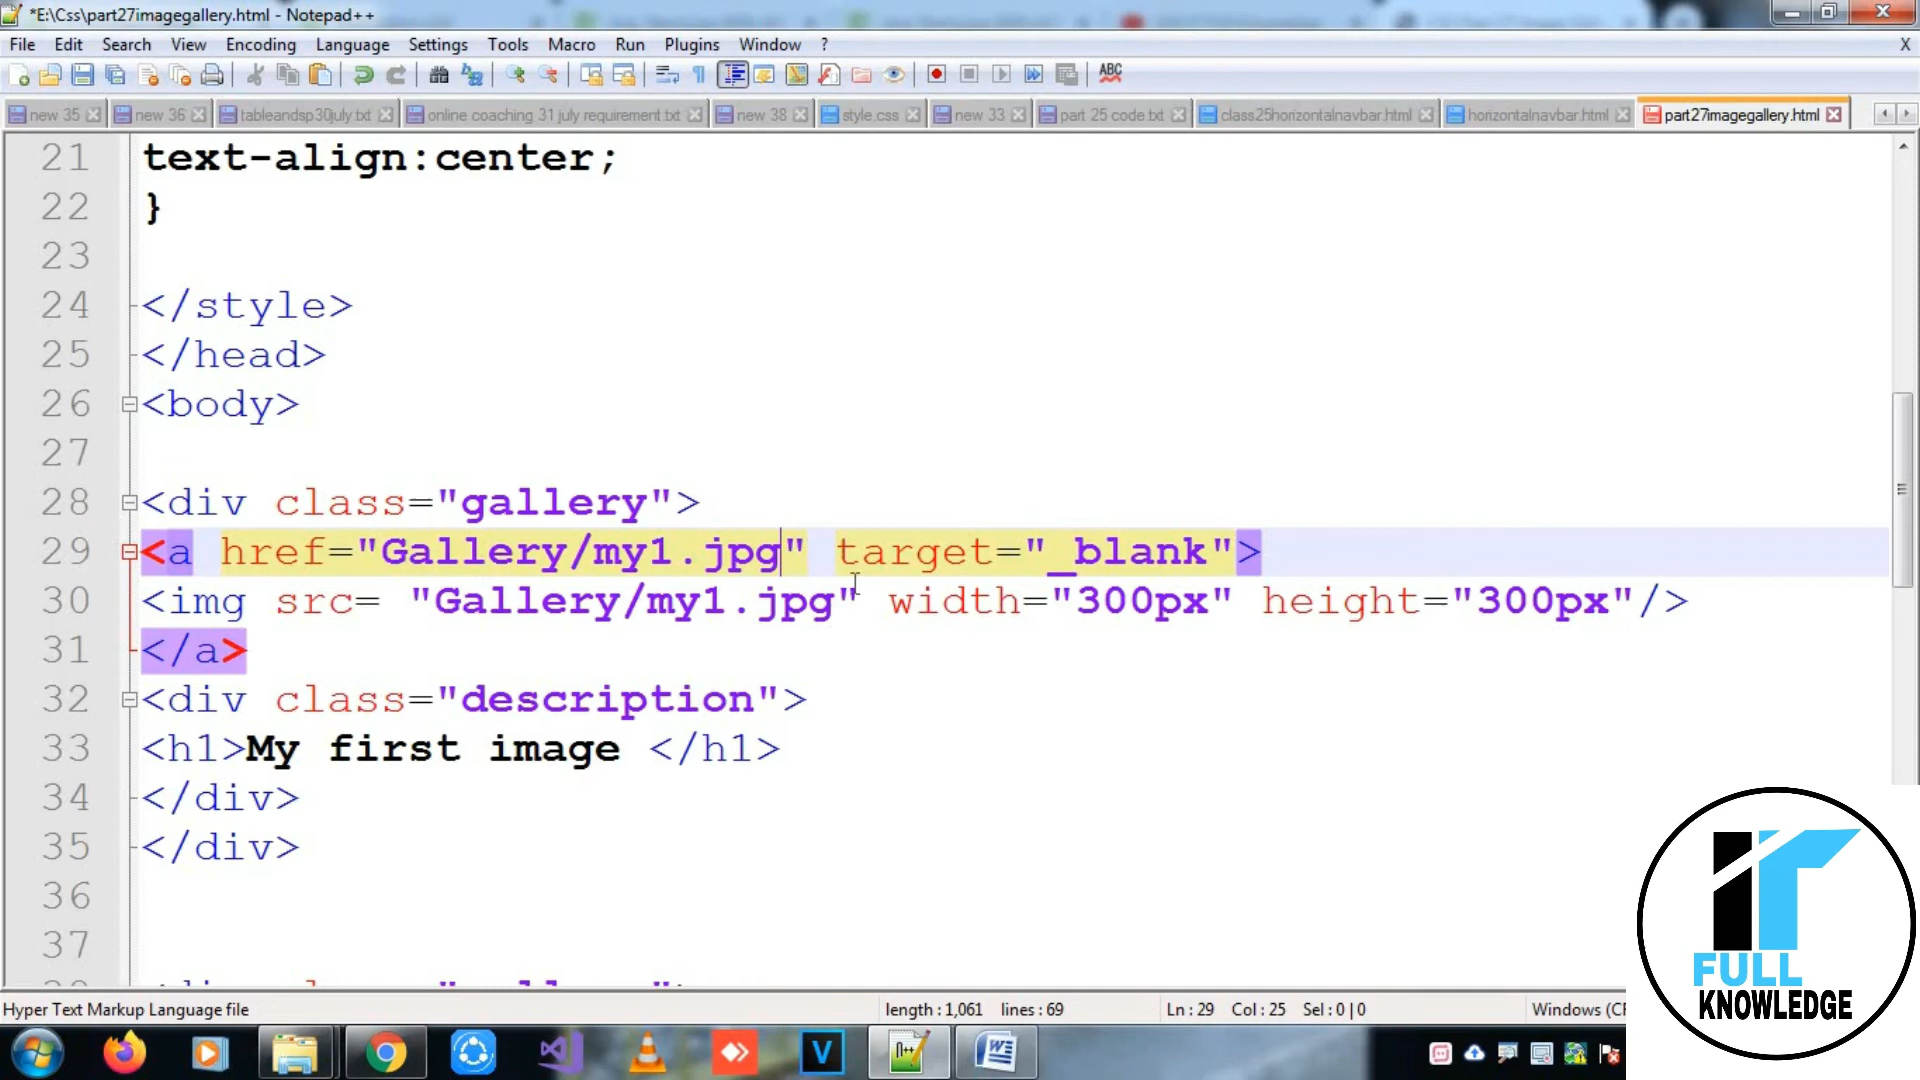 *E:\Css\part27imagegallery.html - Notepad++
File Edit Search View Encoding Language Settings Tools Macro Run Plugins Window ? X
ABC
new 35 new 36 tableandsp30july.txt online coaching 31 july requirement.txt new 38 style.css new 33 part 25 code.txt class25horizontalnavbar.html horizontalnavbar.html part27imagegallery.html
21 text-align:center;
22 }
23
24 </style>
25 </head>
26 <body>
27
28 <div class="gallery">
29 <a href="Gallery/my1.jpg" target="_blank">
30 <img src= "Gallery/my1.jpg" width="300px" height="300px"/>
31 </a>
32 <div class="description">
33 <h1>My first image </h1>
34 </div>
35 </div>
36
37
Hyper Text Markup Language file length : 1,061 lines : 69 Ln : 29 Col : 25 Sel : 0 | 0 Windows (CF
FULL
KNOWLEDGE